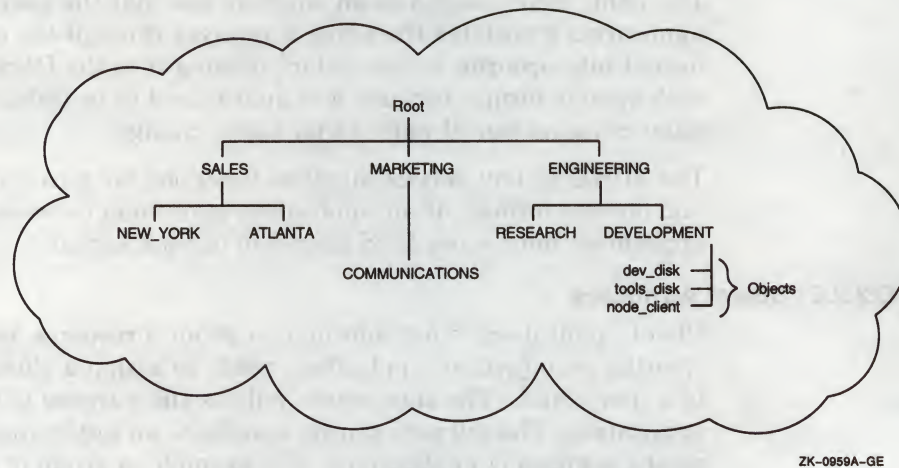 Root
SALES MARKETING ENGINEERING
NEW_YORK ATLANTA RESEARCH DEVELOPMENT
COMMUNICATIONS
dev_disk
tools_disk
node_client
Objects
ZK-0959A-GE